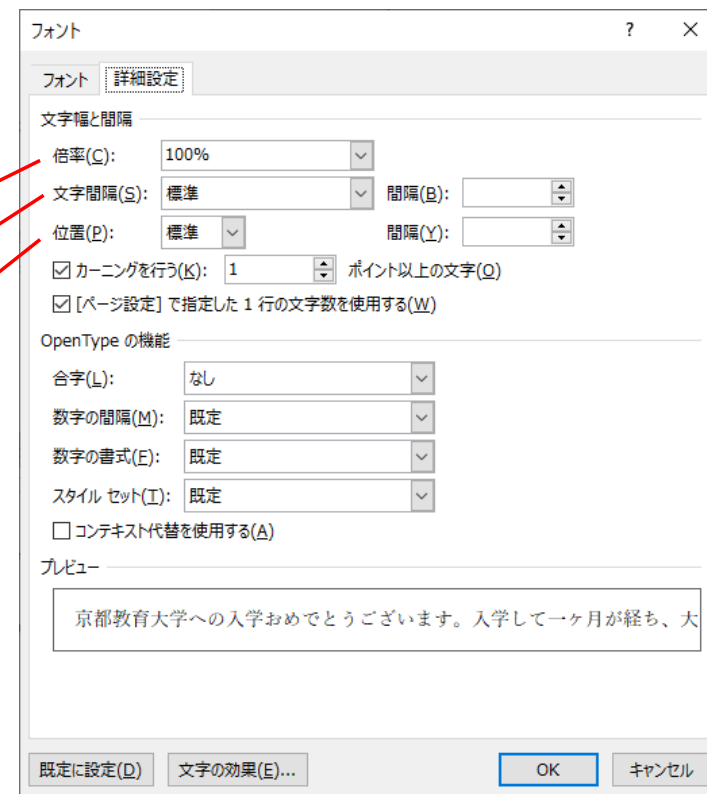 フォント ?
フォント 詳細設定
文字幅と間隔
倍率(C): 100%
文字間隔(S): 標準 間隔(B):
位置(P): 標準 間隔(Y):
カーニングを行う(K): 1 ポイント以上の文字(O)
[ページ設定] で指定した 1 行の文字数を使用する(W)
OpenType の機能
合字(L): なし
数字の間隔(M): 既定
数字の書式(F): 既定
スタイル セット(T): 既定
コンテキスト代替を使用する(A)
プレビュー
京都教育大学への入学おめでとうございます。入学して一ヶ月が経ち、大
既定に設定(D) 文字の効果(E)... OK キャンセル